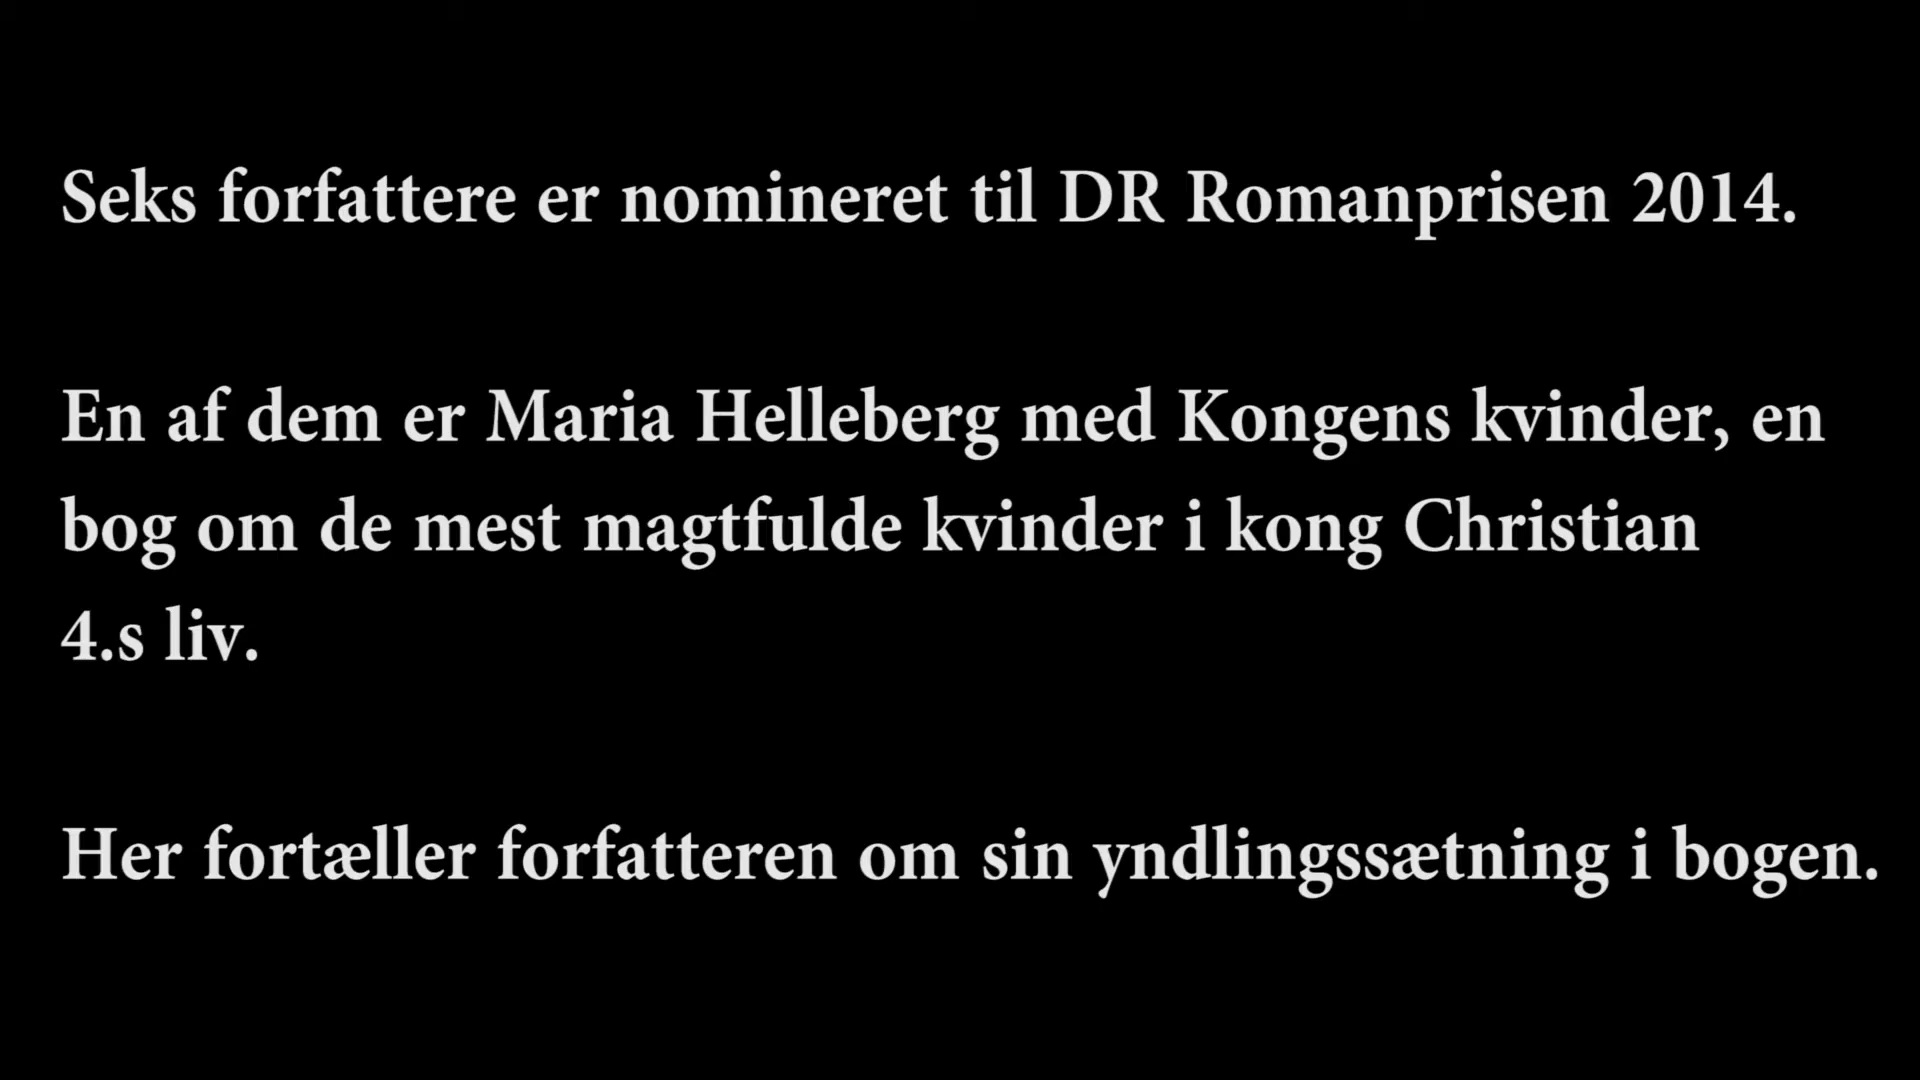 Seks forfattere er nomineret til DR Romanprisen 2014.
En af dem er Maria Helleberg med Kongens kvinder, en
bog om de mest magtfulde kvinder i kong Christian
4.s liv.
Her fortæller forfatteren om sin yndlingssætning i bogen.